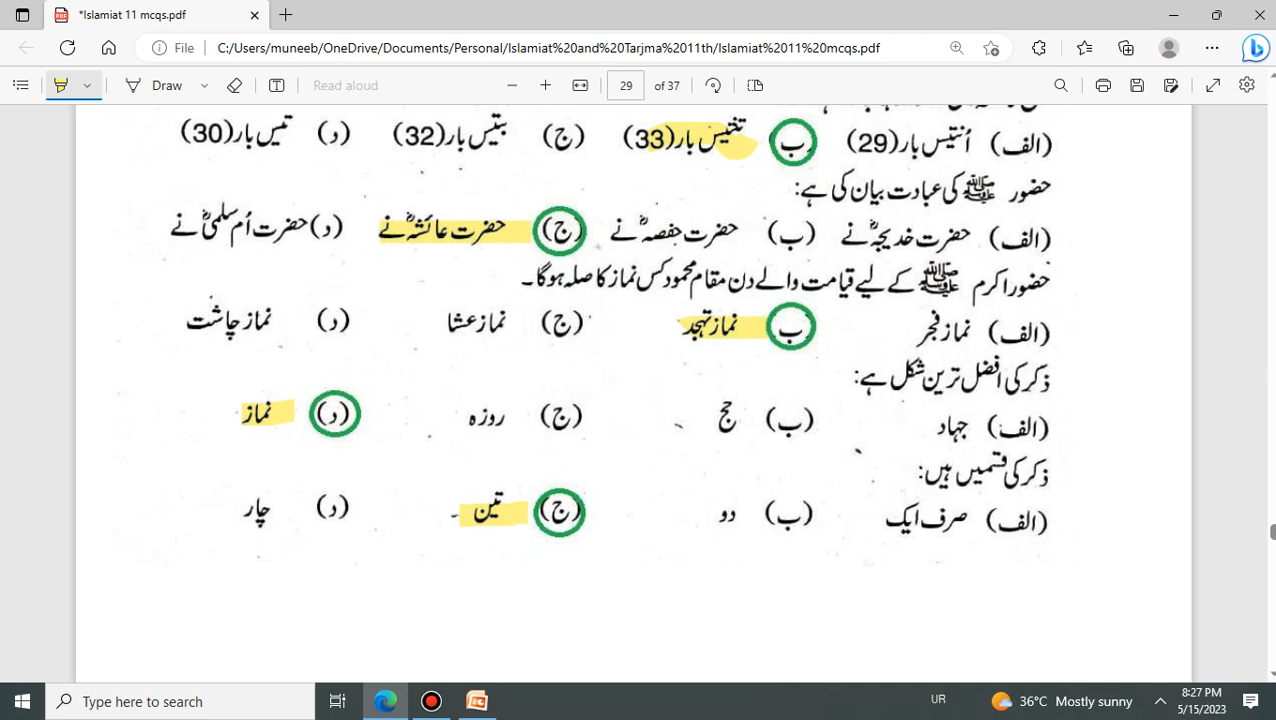 *Islamiat 11 mcqs.pdf
File C:/Users/muneeb/OneDrive/Documents/Personal/Islamiat%20and%20Tarjma%2011th/Islamiat%2011%20mcqs.pdf
Draw Read aloud 29 of 37
(الف) اُنتیس بار(29) (ب) تینتیس بار(33) (ج) بتیس بار(32) (د) تیس بار(30)
حضور ﷺ کی عبادت بیان کی ہے:
(الف) حضرت خدیجہؓ نے (ب) حضرت حفصہؓ نے (ج) حضرت عائشہؓ نے (د) حضرت اُم سلمیٰؓ نے
حضور اکرم ﷺ کے لیے قیامت والے دن مقام محمود کس نماز کا صلہ ہوگا۔
(الف) نماز فجر (ب) نماز تہجد (ج) نماز عشا (د) نماز چاشت
ذکر کی افضل ترین شکل ہے:
(الف) جہاد (ب) حج (ج) روزہ (د) نماز
ذکر کی قسمیں ہیں:
(الف) صرف ایک (ب) دو (ج) تین (د) چار
Type here to search UR 36°C Mostly sunny 8:27 PM
5/15/2023